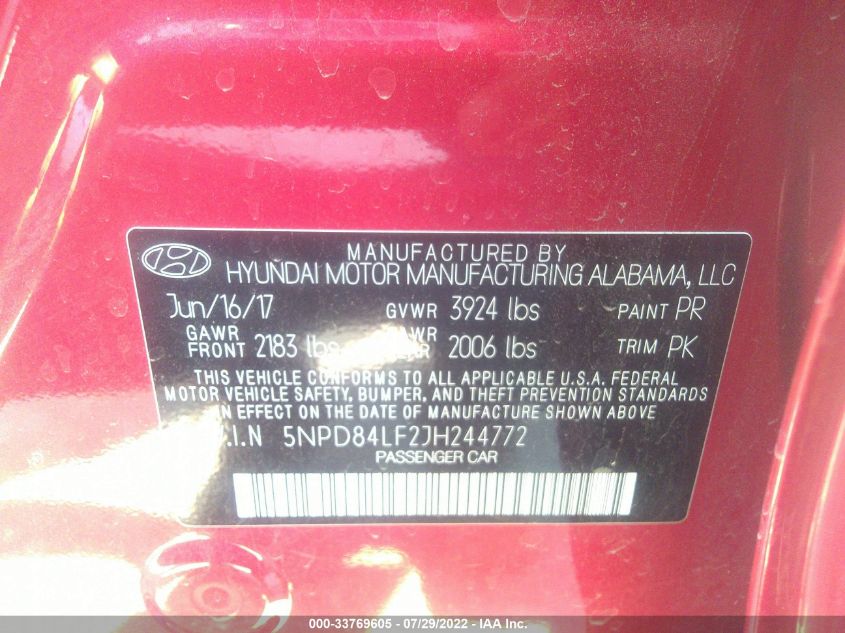 MANUFACTURED BY
HYUNDAI MOTOR MANUFACTURING ALABAMA, LLC
Jun/16/17 GVWR 3924 lbs PAINT PR
GAWR FRONT 2183 lbs 2006 lbs TRIM PK
THIS VEHICLE CONFORMS TO ALL APPLICABLE U.S.A. FEDERAL
MOTOR VEHICLE SAFETY, BUMPER, AND THEFT PREVENTION STANDARDS
IN EFFECT ON THE DATE OF MANUFACTURE SHOWN ABOVE
.I.N 5NPD84LF2JH244772
PASSENGER CAR
000-33769605 - 07/29/2022 - IAA Inc.